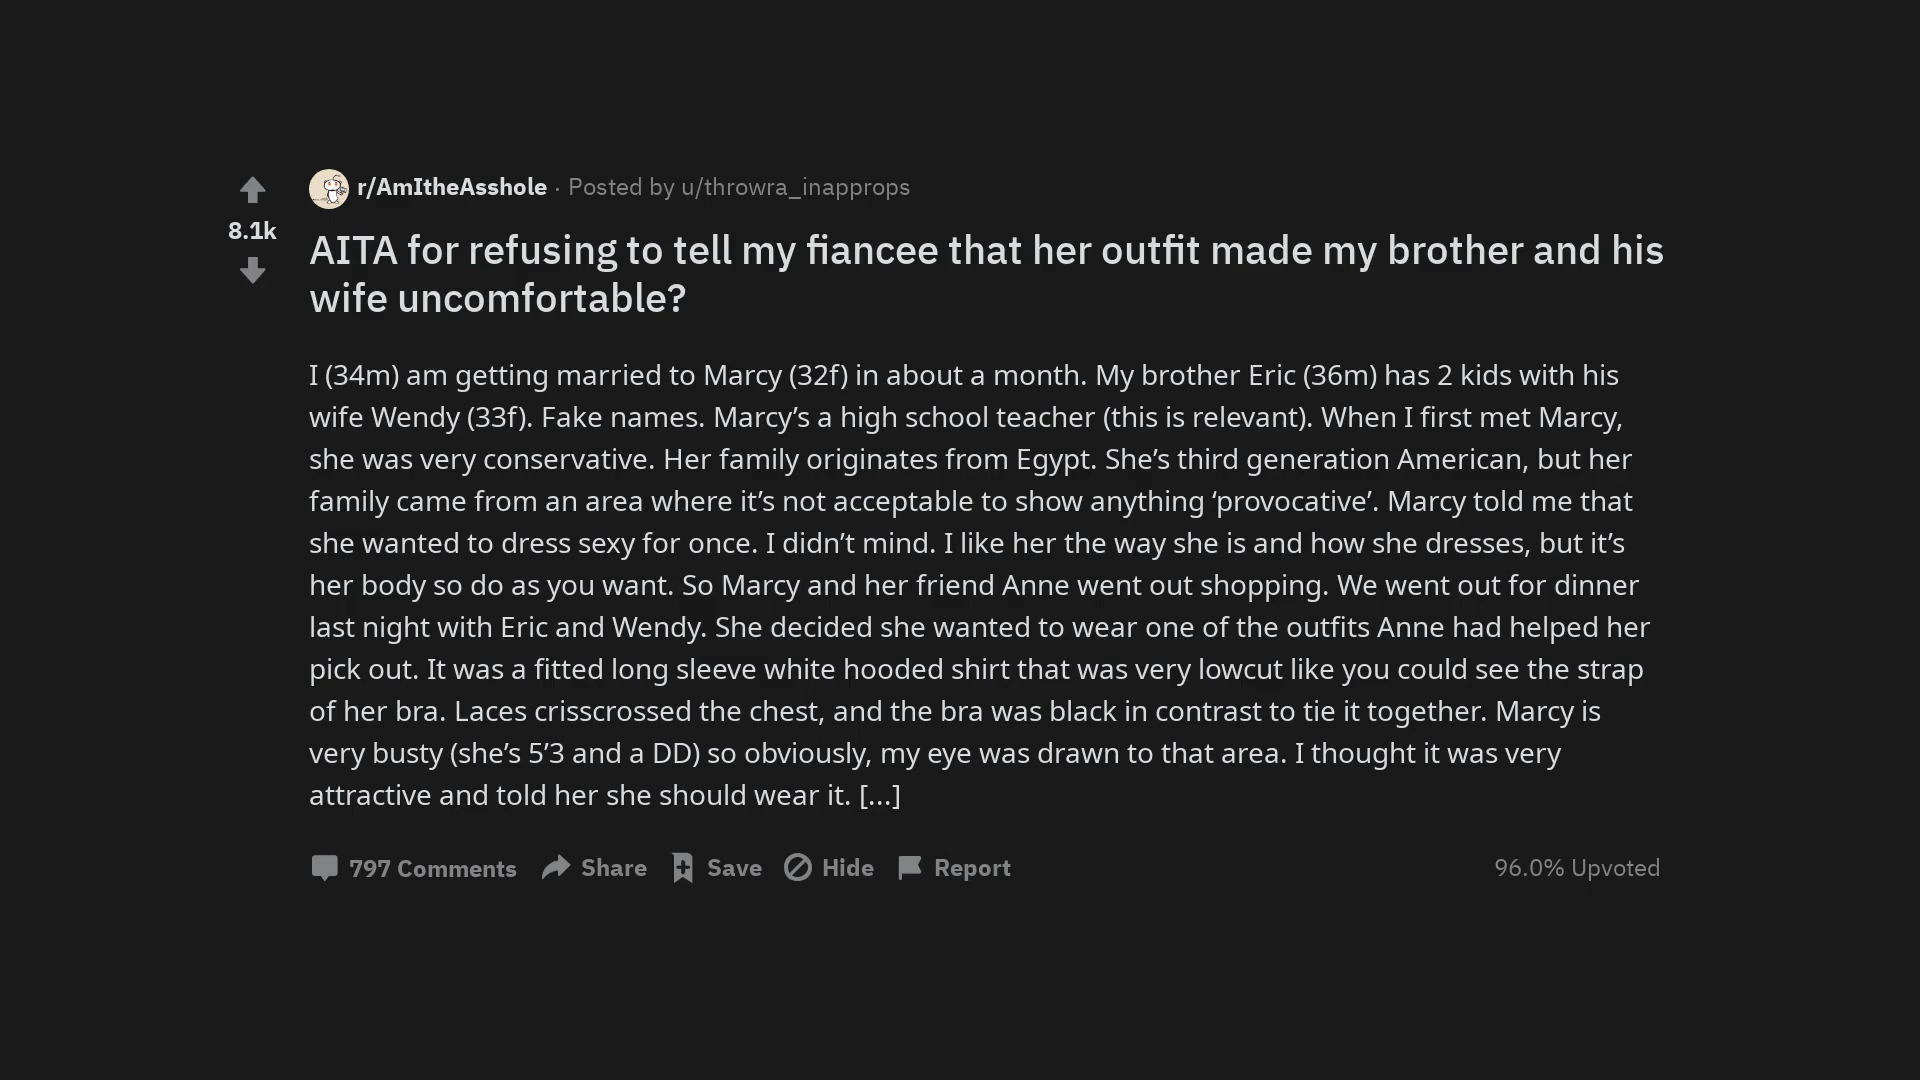 r/AmItheAsshole · Posted by u/throwra_inapprops
8.1k
AITA for refusing to tell my fiancee that her outfit made my brother and his
wife uncomfortable?
I (34m) am getting married to Marcy (32f) in about a month. My brother Eric (36m) has 2 kids with his
wife Wendy (33f). Fake names. Marcy’s a high school teacher (this is relevant). When I first met Marcy,
she was very conservative. Her family originates from Egypt. She’s third generation American, but her
family came from an area where it’s not acceptable to show anything ‘provocative’. Marcy told me that
she wanted to dress sexy for once. I didn’t mind. I like her the way she is and how she dresses, but it’s
her body so do as you want. So Marcy and her friend Anne went out shopping. We went out for dinner
last night with Eric and Wendy. She decided she wanted to wear one of the outfits Anne had helped her
pick out. It was a fitted long sleeve white hooded shirt that was very lowcut like you could see the strap
of her bra. Laces crisscrossed the chest, and the bra was black in contrast to tie it together. Marcy is
very busty (she’s 5’3 and a DD) so obviously, my eye was drawn to that area. I thought it was very
attractive and told her she should wear it. [...]
797 Comments Share Save Hide Report 96.0% Upvoted